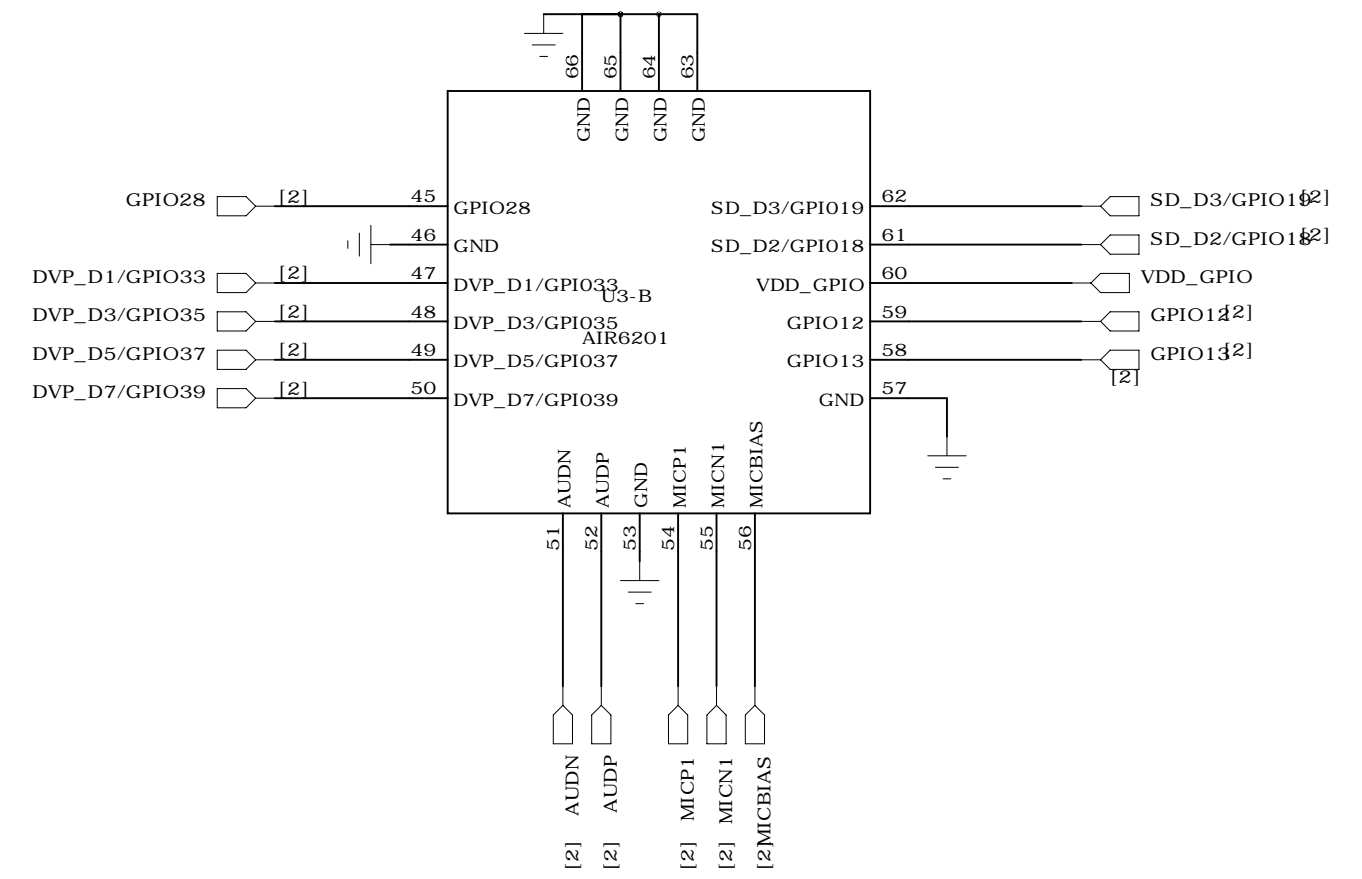 66
65
64
63
GND
GND
GND
GND
GPIO28
[2]
45
GPIO28
46
GND
DVP_D1/GPIO33
[2]
47
DVP_D1/GPIO33
DVP_D3/GPIO35
[2]
48
DVP_D3/GPIO35
DVP_D5/GPIO37
[2]
49
DVP_D5/GPIO37
DVP_D7/GPIO39
[2]
50
DVP_D7/GPIO39
U3-B
AIR6201
SD_D3/GPIO19
62
SD_D3/GPIO19[2]
SD_D2/GPIO18
61
SD_D2/GPIO18[2]
VDD_GPIO
60
VDD_GPIO
GPIO12
59
GPIO12[2]
GPIO13
58
GPIO13[2]
[2]
GND
57
AUDN
AUDP
GND
MICP1
MICN1
MICBIAS
51
52
53
54
55
56
[2] AUDN
[2] AUDP
[2] MICP1
[2] MICN1
[2]MICBIAS